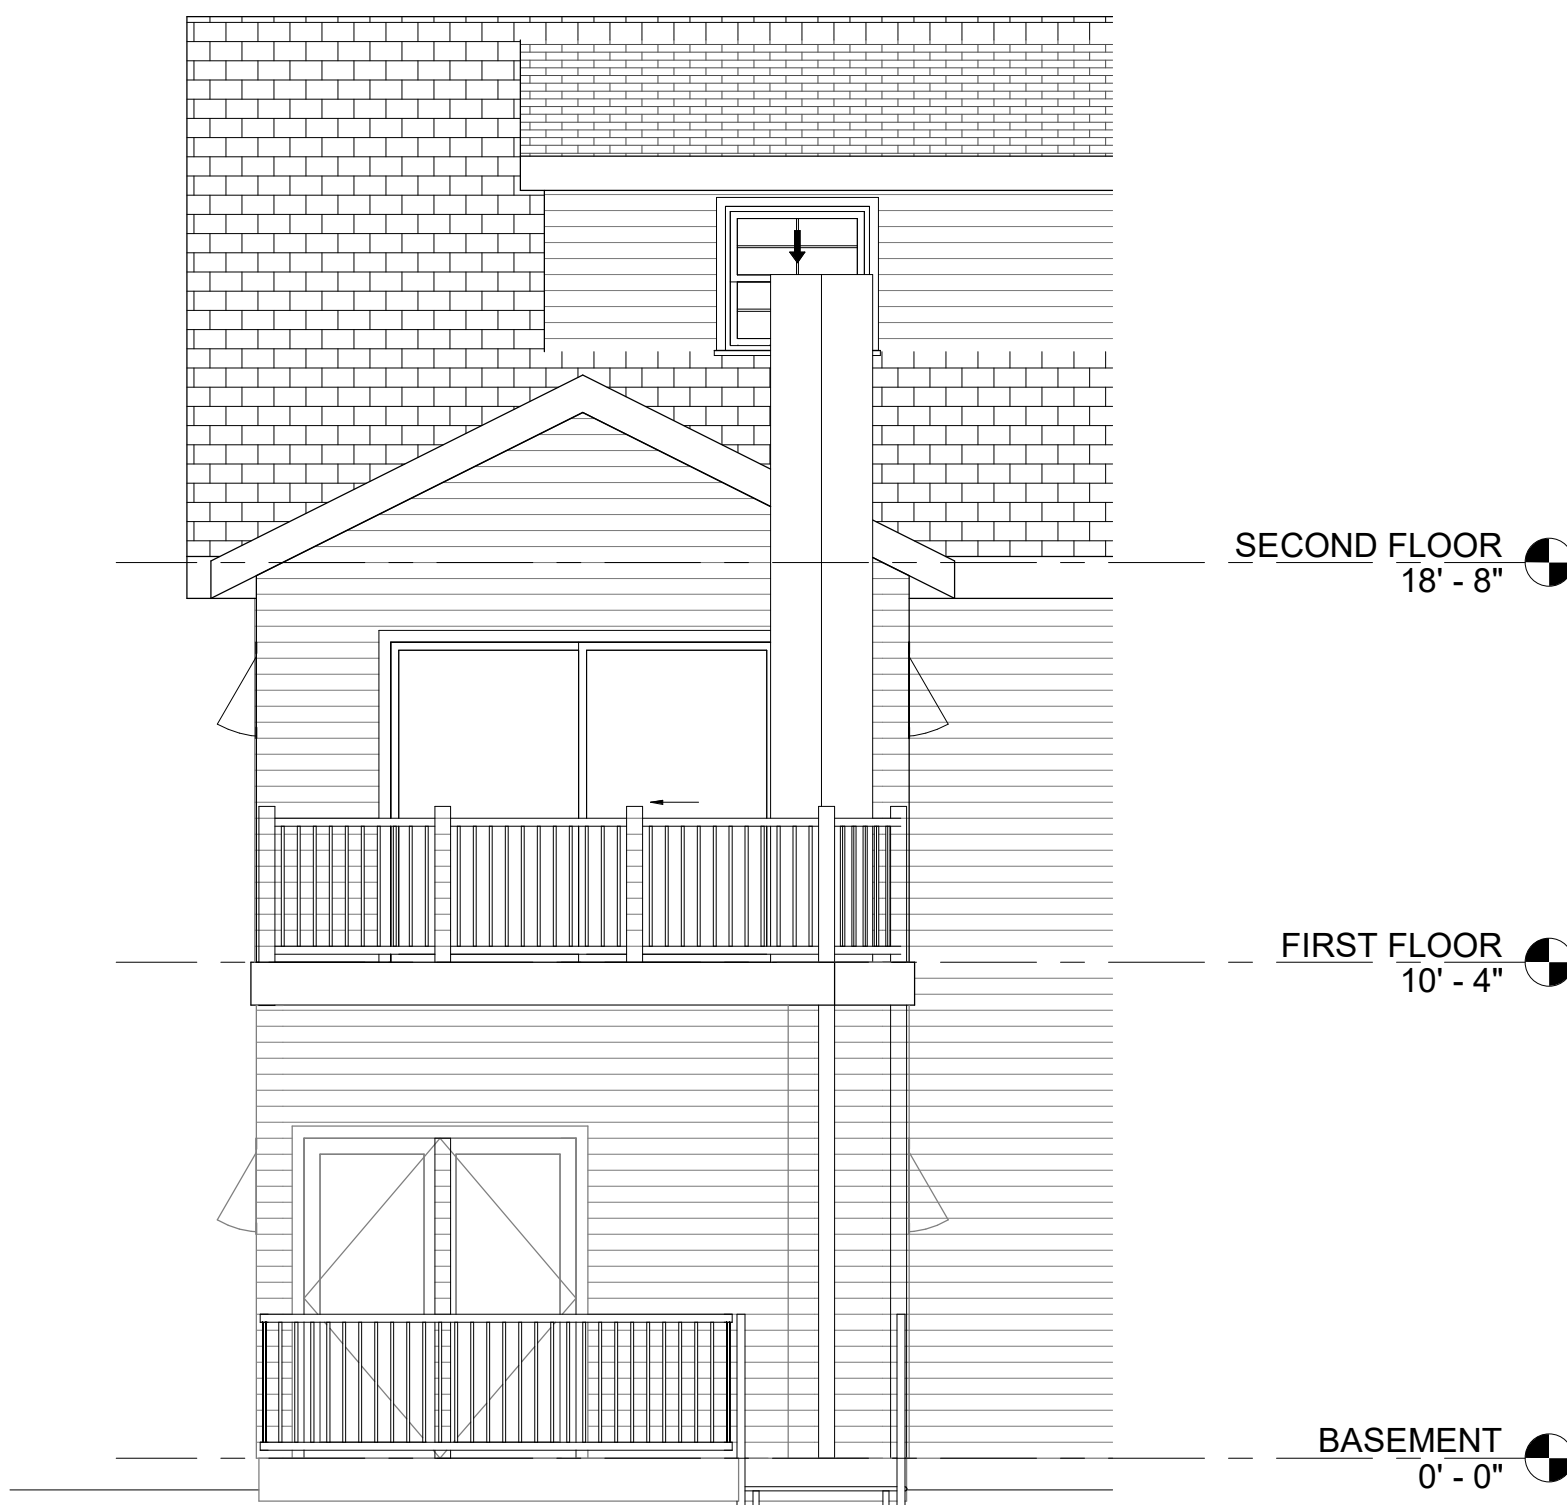 SECOND FLOOR
18' - 8"
FIRST FLOOR
10' - 4"
BASEMENT
0' - 0"